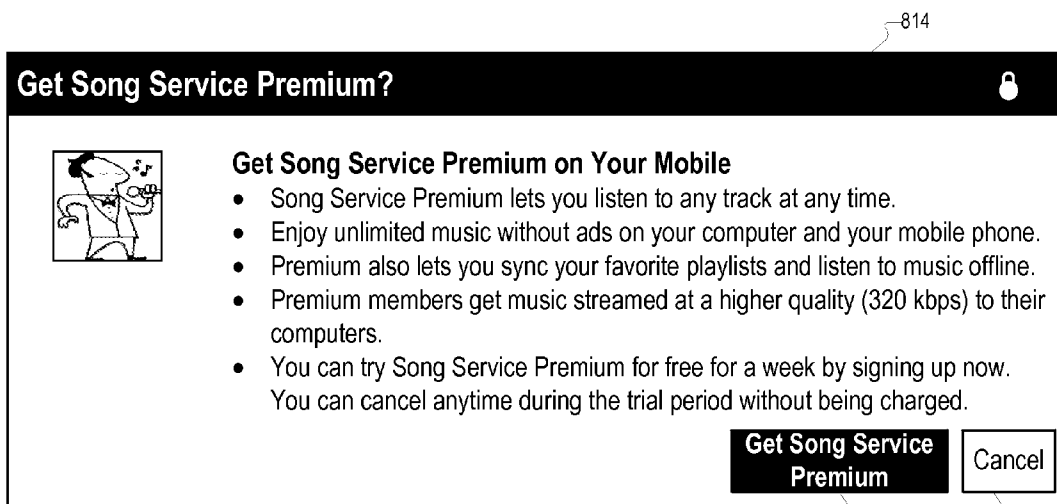 814
Get Song Service Premium?
Get Song Service Premium on Your Mobile
• Song Service Premium lets you listen to any track at any time.
• Enjoy unlimited music without ads on your computer and your mobile phone.
• Premium also lets you sync your favorite playlists and listen to music offline.
• Premium members get music streamed at a higher quality (320 kbps) to their
computers.
• You can try Song Service Premium for free for a week by signing up now.
You can cancel anytime during the trial period without being charged.
Get Song Service
Premium
Cancel